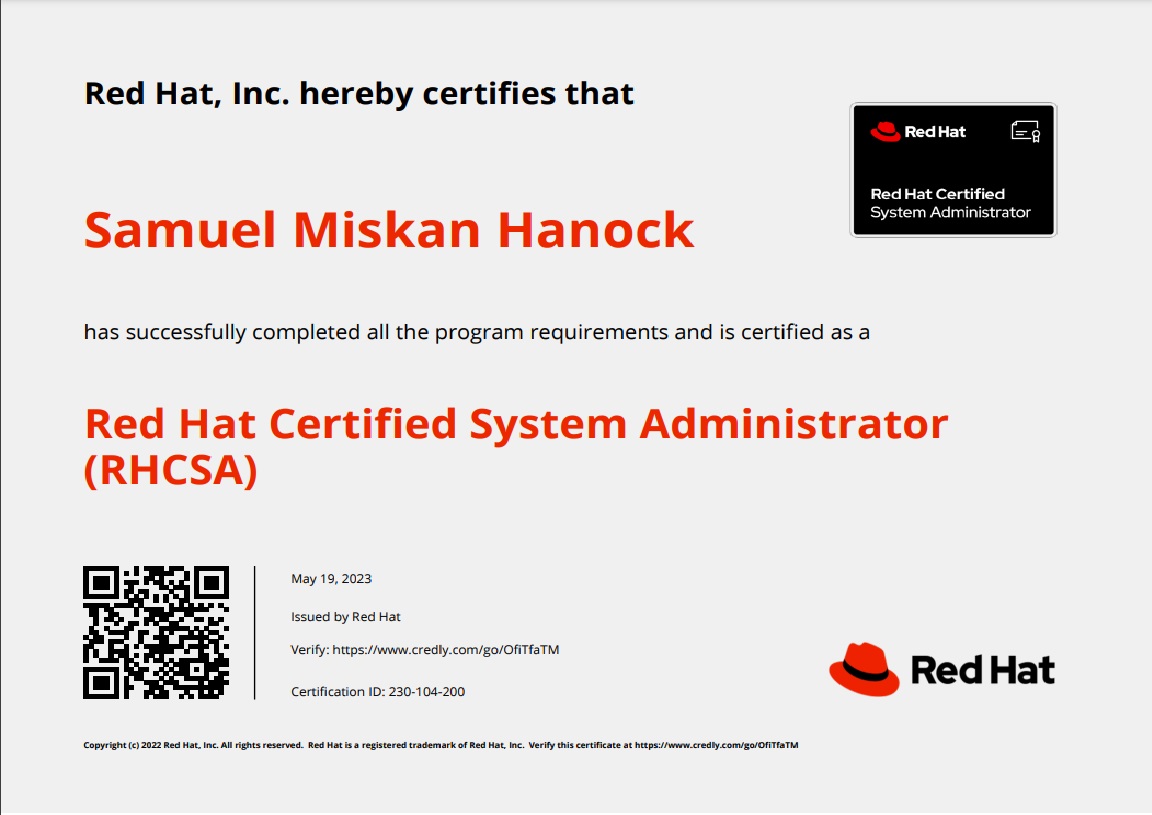 Red Hat, Inc. hereby certifies that
Red Hat
Red Hat Certified
System Administrator
Samuel Miskan Hanock
has successfully completed all the program requirements and is certified as a
Red Hat Certified System Administrator
(RHCSA)
May 19, 2023
Issued by Red Hat
Verify: https://www.credly.com/go/OfiTfaTM
Certification ID: 230-104-200
Red Hat
Copyright (c) 2022 Red Hat, Inc. All rights reserved. Red Hat is a registered trademark of Red Hat, Inc. Verify this certificate at https://www.credly.com/go/OfiTfaTM